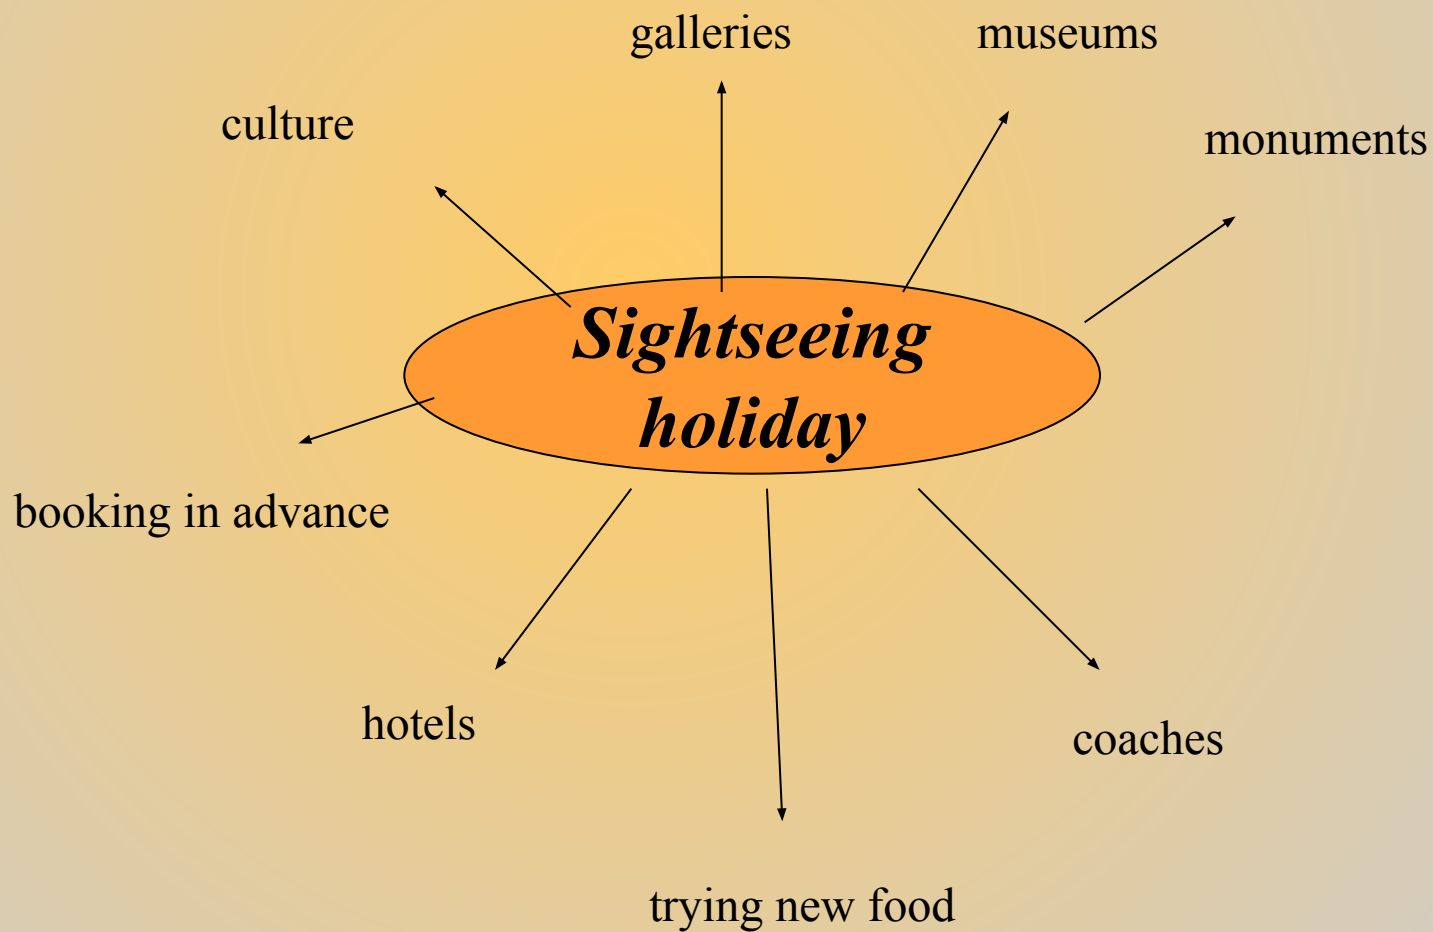 galleries
museums
culture
monuments
Sightseeing
holiday
booking in advance
hotels
coaches
trying new food